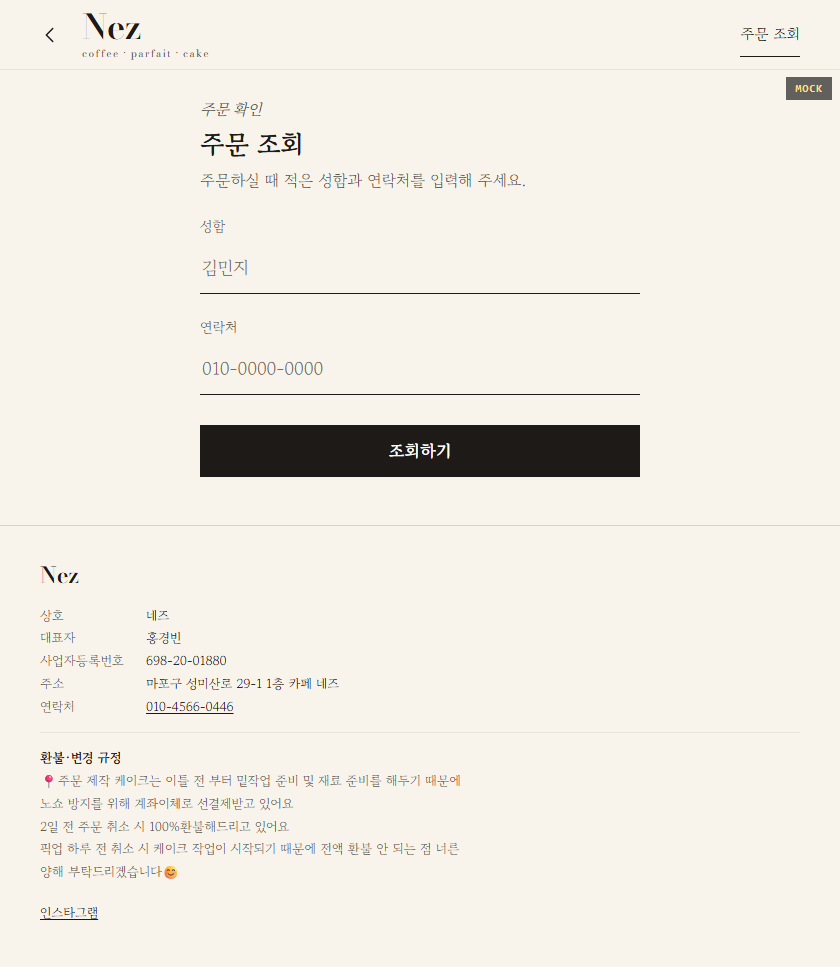 Nez
coffee · parfait · cake
주문 조회
MOCK
주문 확인
주문 조회
주문하실 때 적은 성함과 연락처를 입력해 주세요.
성함
김민지
연락처
010-0000-0000
조회하기
Nez
상호 네즈
대표자 홍경빈
사업자등록번호 698-20-01880
주소 마포구 성미산로 29-1 1층 카페 네즈
연락처 010-4566-0446
환불·변경 규정
📍주문 제작 케이크는 이틀 전 부터 밑작업 준비 및 재료 준비를 해두기 때문에
노쇼 방지를 위해 계좌이체로 선결제받고 있어요
2일 전 주문 취소 시 100%환불해드리고 있어요
픽업 하루 전 취소 시 케이크 작업이 시작되기 때문에 전액 환불 안 되는 점 너른
양해 부탁드리겠습니다😊
인스타그램